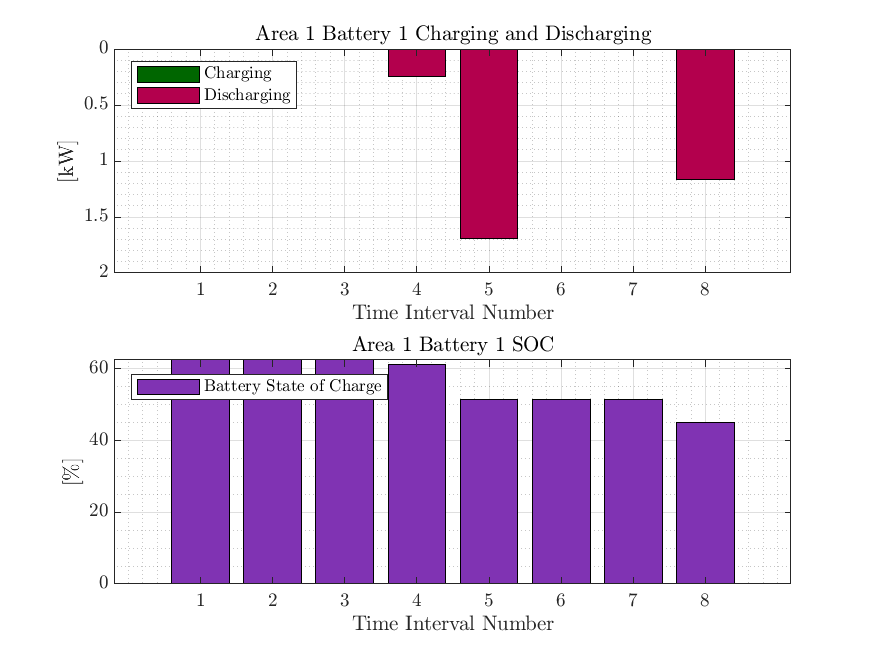 Area 1 Battery 1 Charging and Discharging
0
0.5
1
1.5
2
[kW]
Charging
Discharging
1 2 3 4 5 6 7 8
Time Interval Number
Area 1 Battery 1 SOC
60
40
20
0
[%]
Battery State of Charge
1 2 3 4 5 6 7 8
Time Interval Number